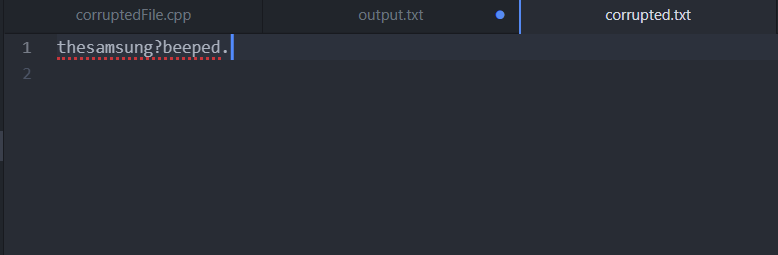 corruptedFile.cpp output.txt corrupted.txt
1 thesamsung?beeped.
2